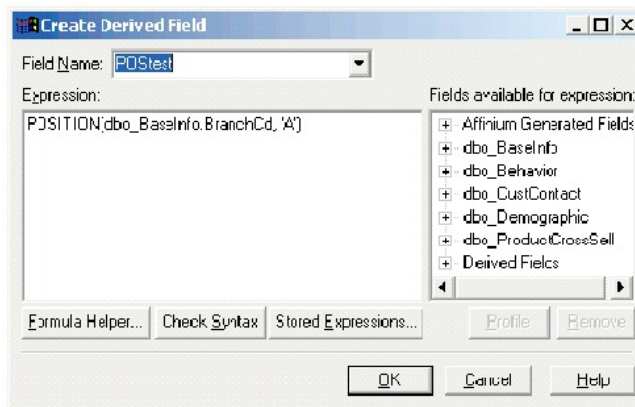 Create Derived Field
Field Name: POStest
Expression:
POSITION(dbo_BaseInfo.BranchCd, 'A')
Fields available for expression:
Affinium Generated Fields
dbo_BaseInfo
dbo_Behavior
dbo_CustContact
dbo_Demographic
dbo_ProductCrossSell
Derived Fields
Formula Helper...
Check Syntax
Stored Expressions...
Profile
Remove
OK
Cancel
Help